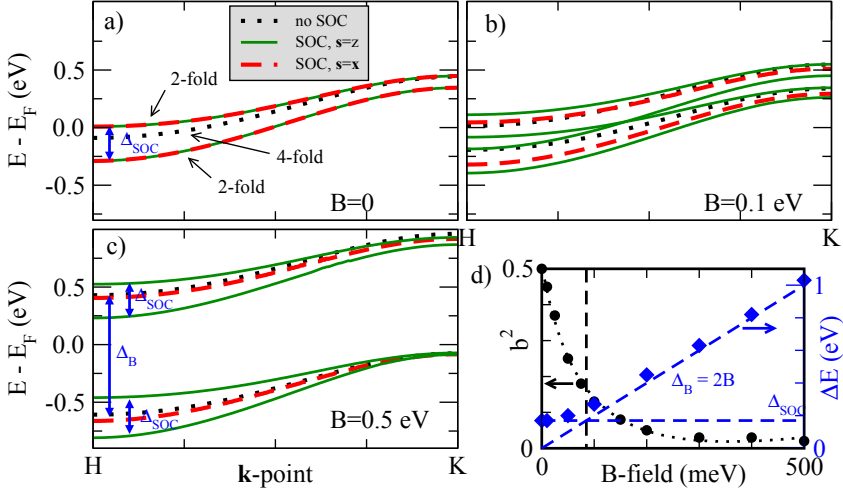 a)
no SOC
SOC, s=z
SOC, s=x
2-fold
4-fold
2-fold
Δ_SOC
B=0
E - E_F (eV)
0.5
0.0
-0.5
b)
B=0.1 eV
H
K
c)
Δ_SOC
Δ_B
Δ_SOC
B=0.5 eV
E - E_F (eV)
0.5
0.0
-0.5
H
k-point
K
d)
0.5
b²
0
Δ_B = 2B
Δ_SOC
1
ΔE (eV)
0
0
B-field (meV)
500